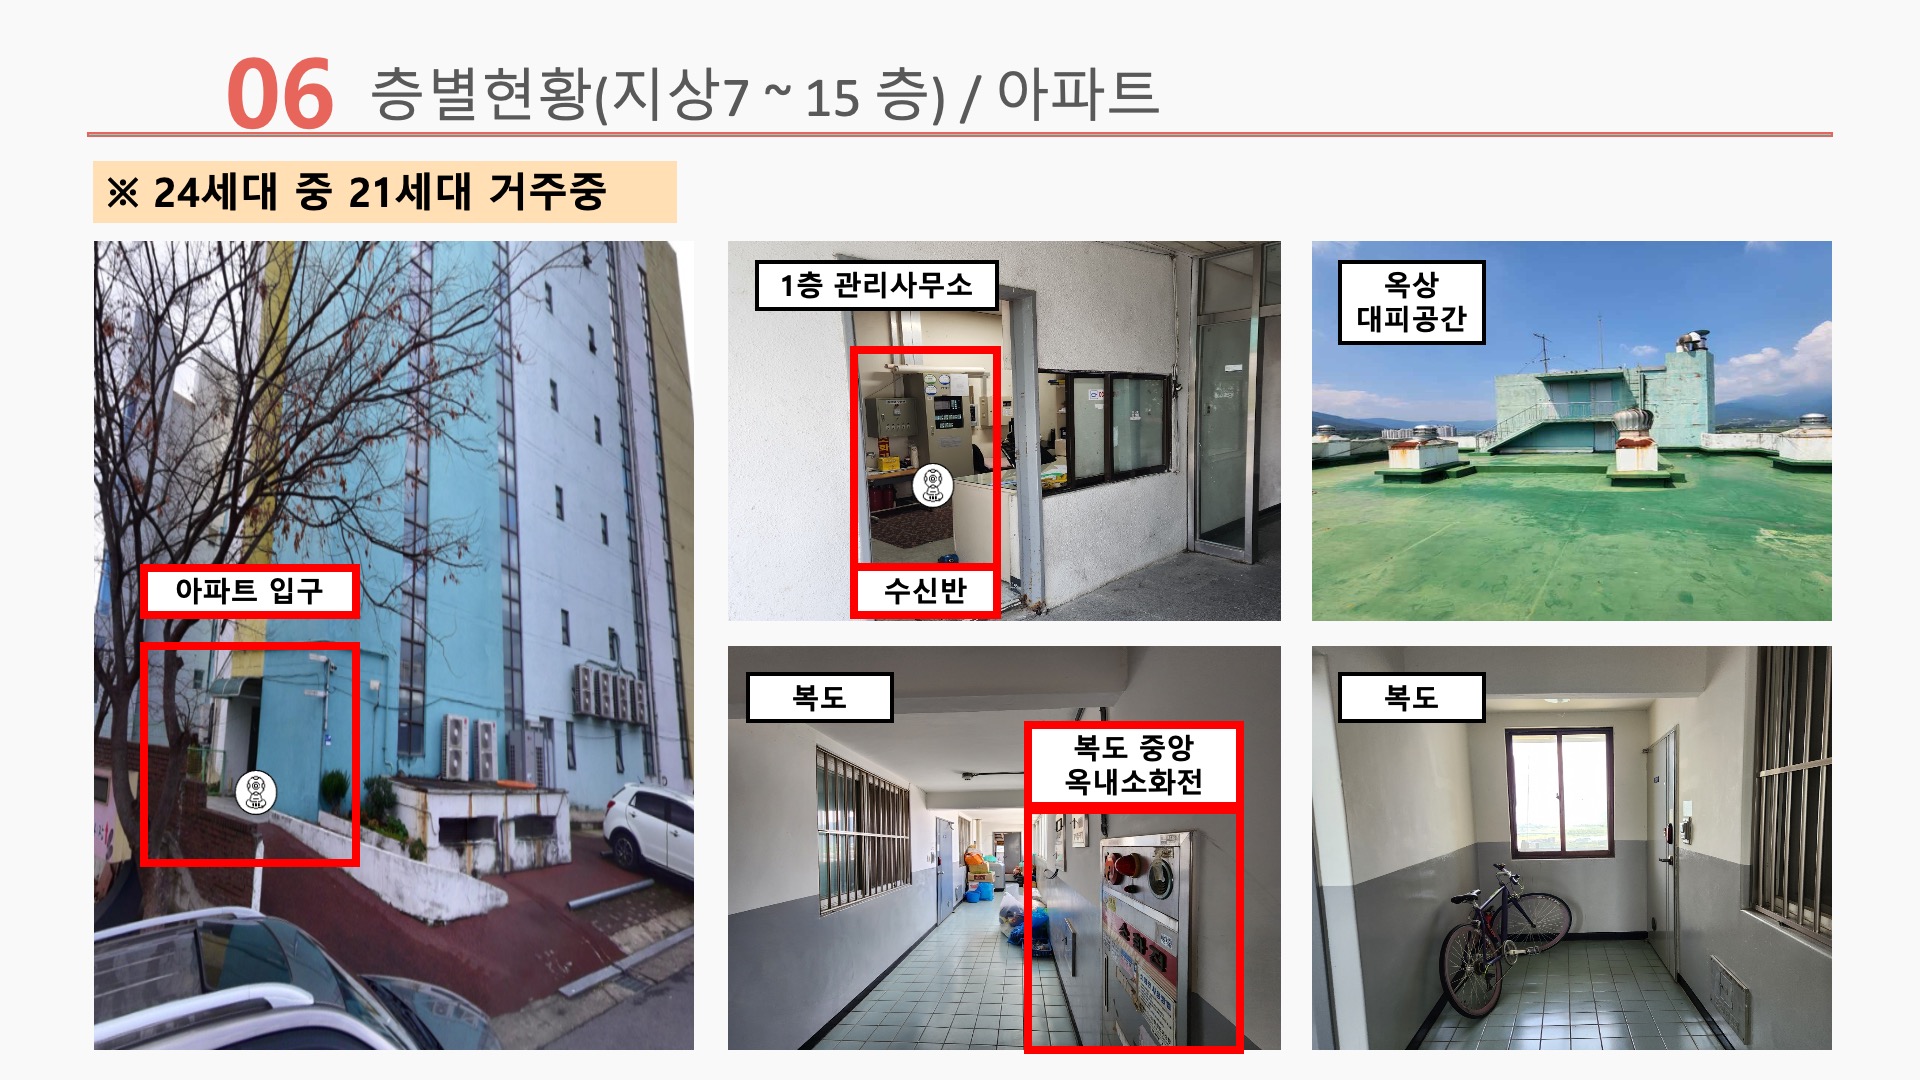 06 층별현황(지상7 ~ 15 층) / 아파트
※ 24세대 중 21세대 거주중
아파트 입구
1층 관리사무소
수신반
옥상
대피공간
복도
복도 중앙
옥내소화전
소화전
복도